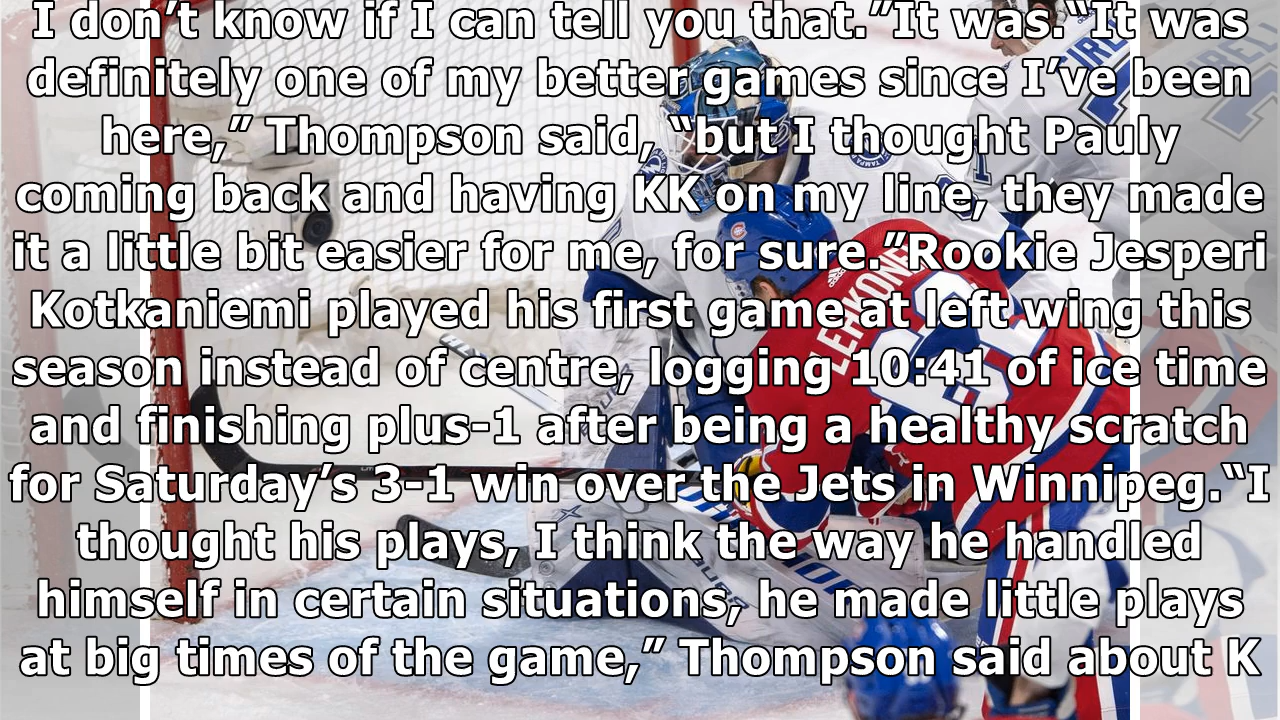 I don’t know if I can tell you that.”It was.“It was
definitely one of my better games since I’ve been
here,” Thompson said, “but I thought Pauly
coming back and having KK on my line, they made
it a little bit easier for me, for sure.”Rookie Jesperi
Kotkaniemi played his first game at left wing this
season instead of centre, logging 10:41 of ice time
and finishing plus-1 after being a healthy scratch
for Saturday’s 3-1 win over the Jets in Winnipeg.“I
thought his plays, I think the way he handled
himself in certain situations, he made little plays
at big times of the game,” Thompson said about K
LEHKONEN
62